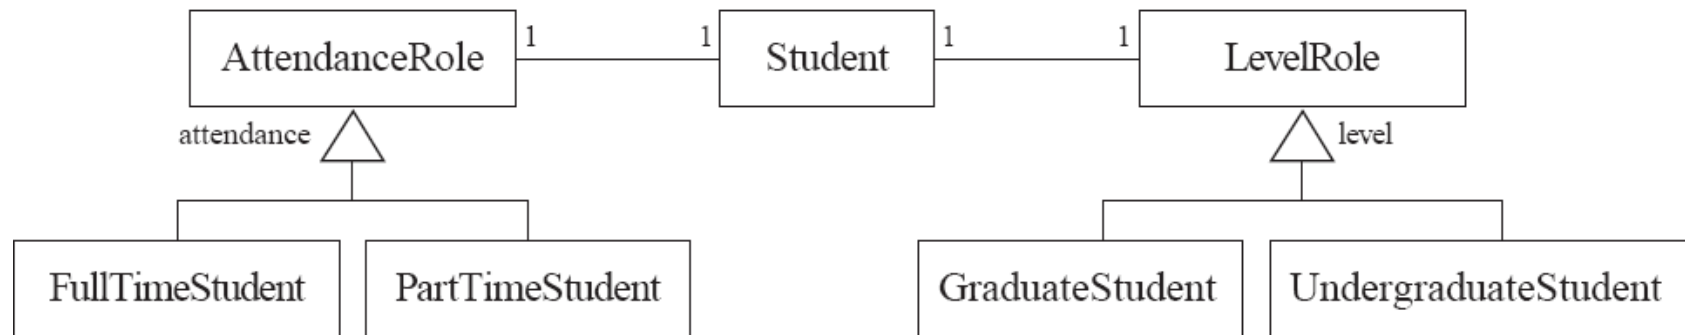 AttendanceRole 1 1 Student 1 1 LevelRole
attendance level
FullTimeStudent PartTimeStudent GraduateStudent UndergraduateStudent